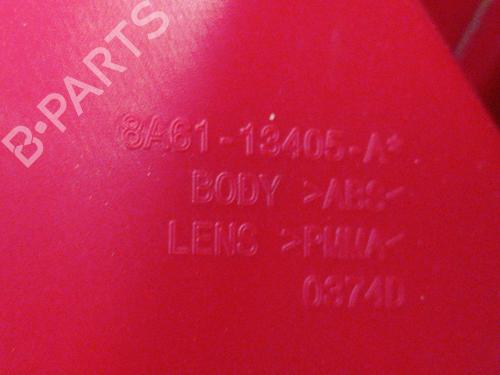 B-PARTS
8A61-13405-A*
BODY >ABS<
LENS >PMMA<
0374D